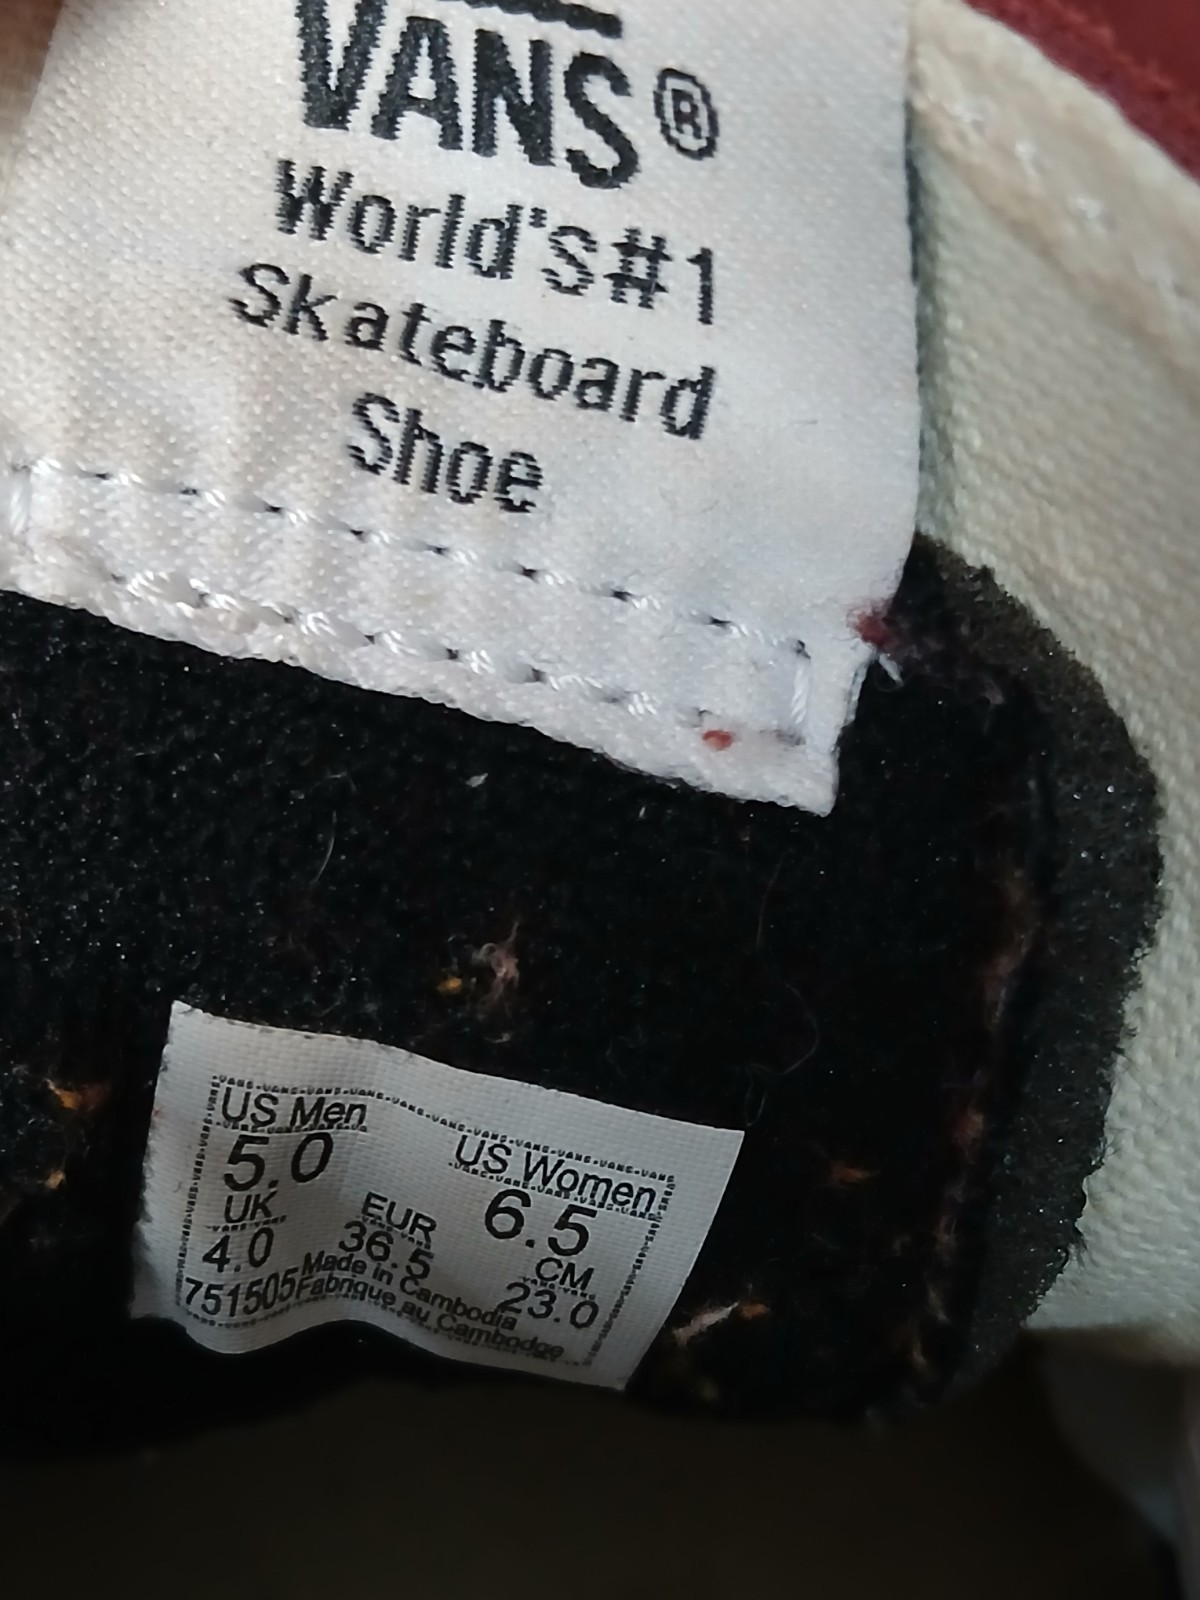 VANS®
World's #1
Skateboard
Shoe
US Men
5.0
US Women
6.5
UK
4.0
EUR
36.5
CM
23.0
751505
Made in Cambodia
Fabrique au Cambodge